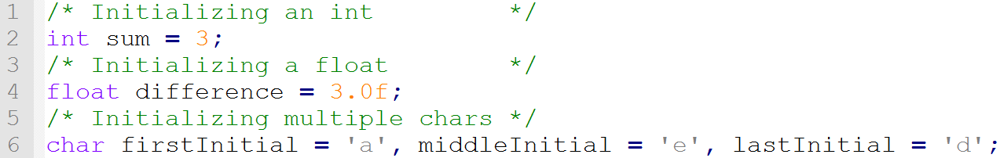 1 /* Initializing an int         */
2 int sum = 3;
3 /* Initializing a float        */
4 float difference = 3.0f;
5 /* Initializing multiple chars */
6 char firstInitial = 'a', middleInitial = 'e', lastInitial = 'd';